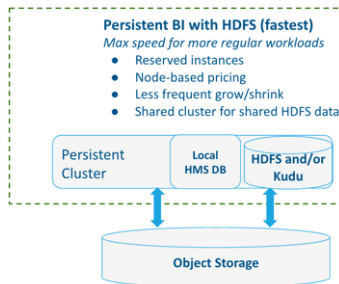 Persistent BI with HDFS (fastest)
Max speed for more regular workloads
● Reserved instances
● Node-based pricing
● Less frequent grow/shrink
● Shared cluster for shared HDFS data
Persistent
Cluster
Local
HMS DB
HDFS and/or
Kudu
Object Storage